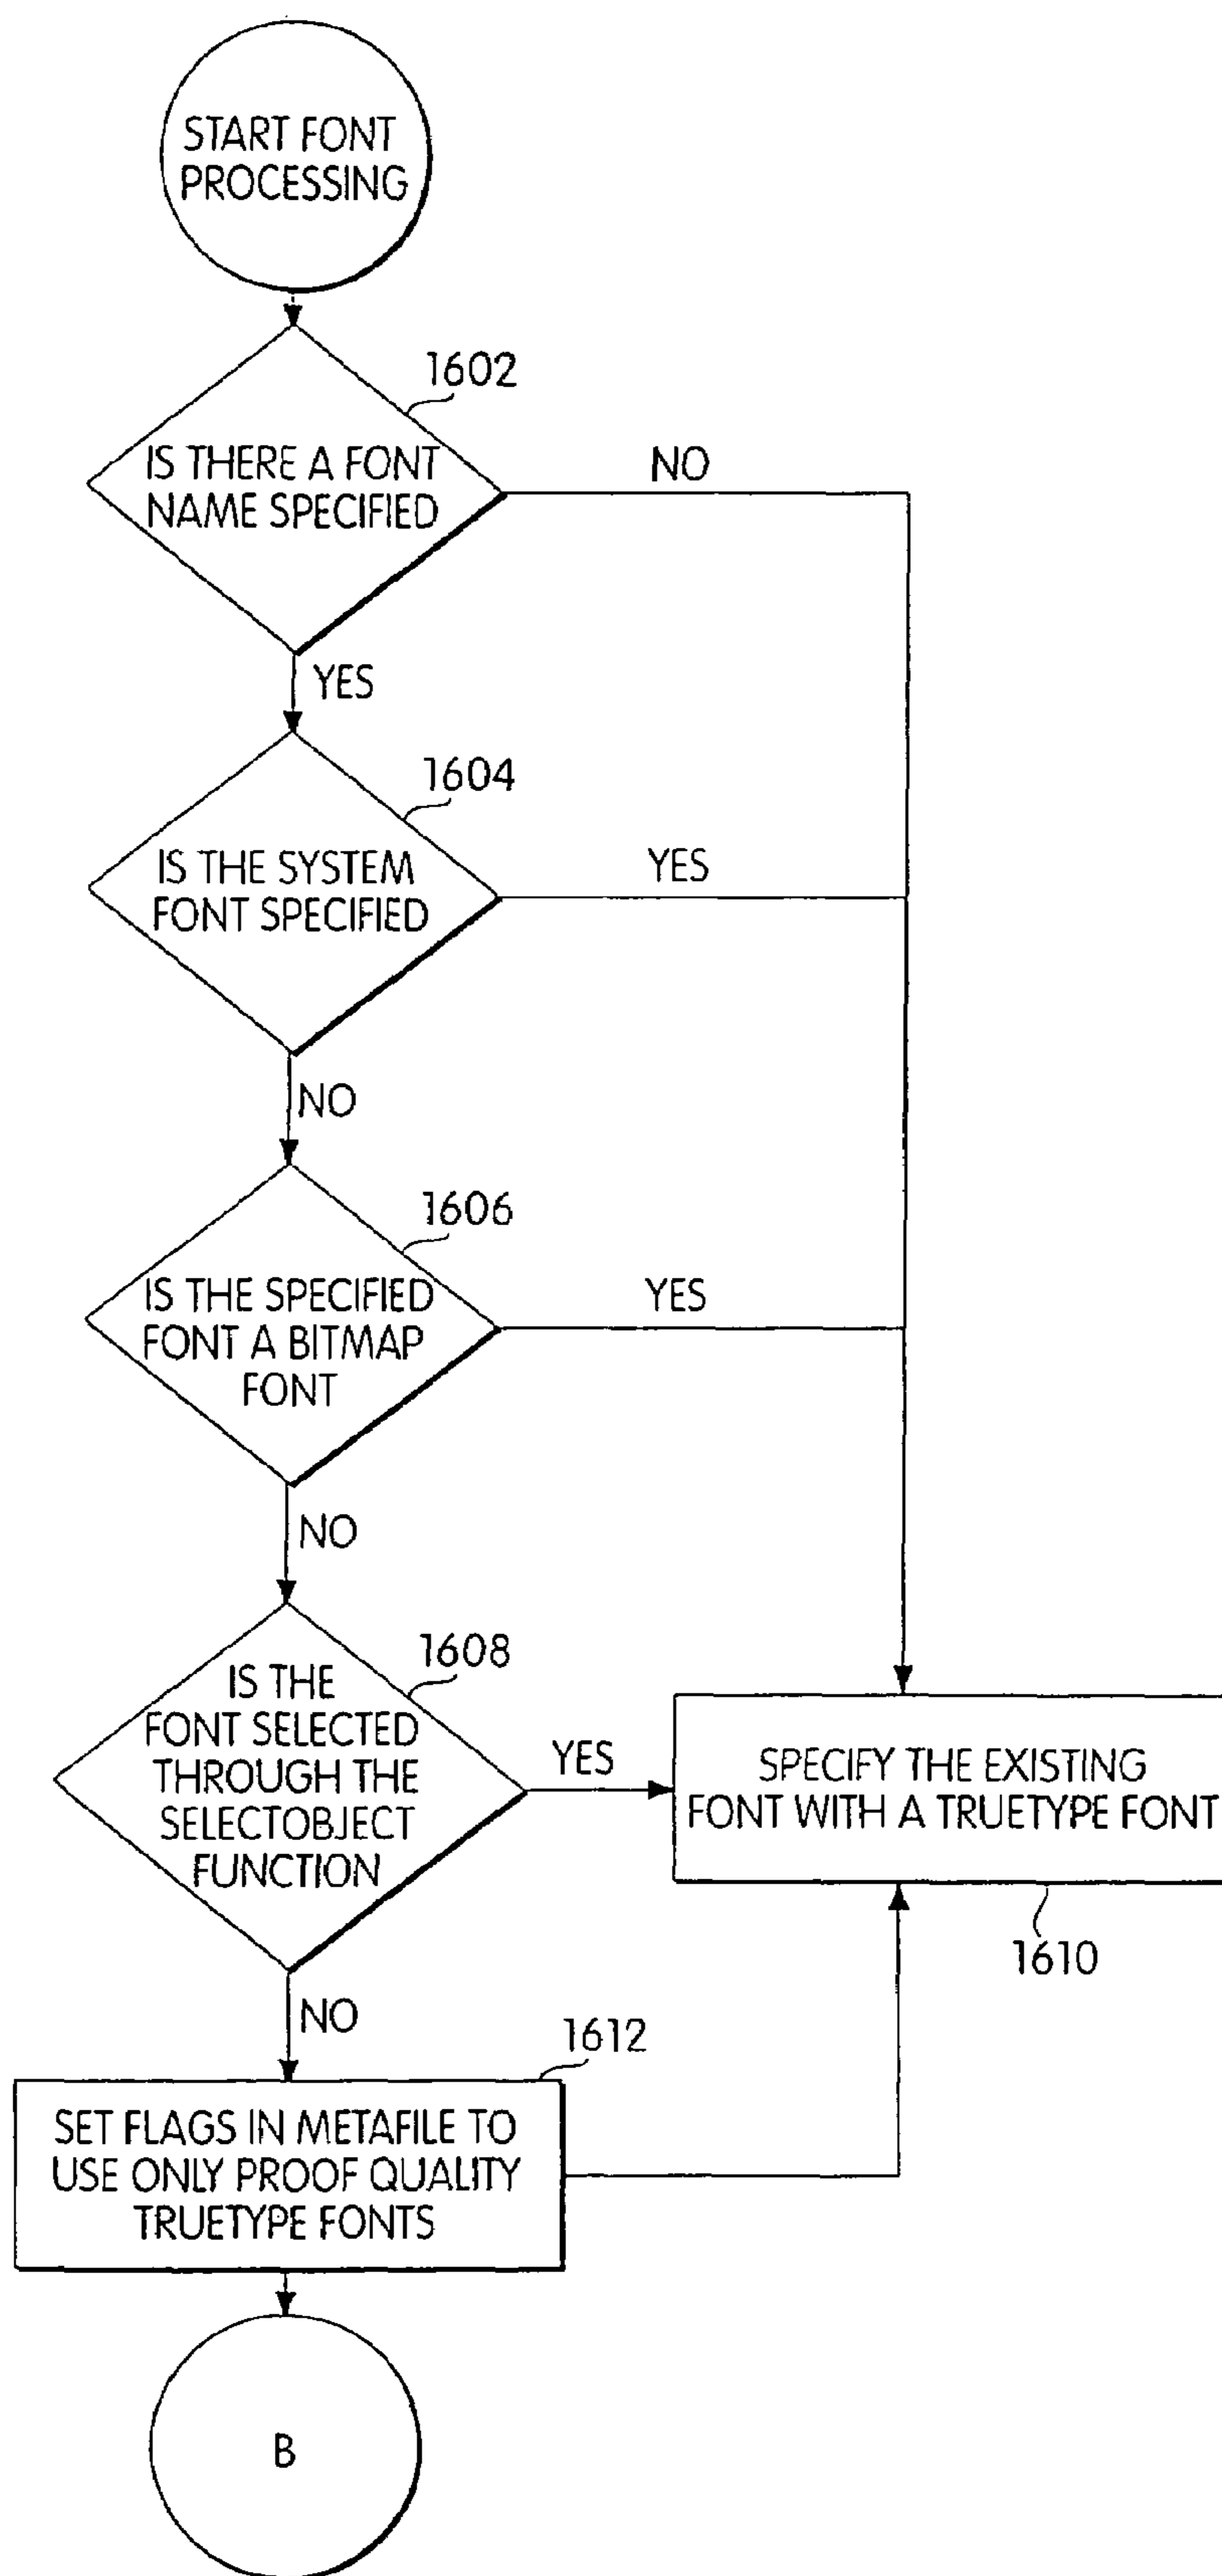 START FONT
PROCESSING
1602
IS THERE A FONT
NAME SPECIFIED
NO
YES
1604
IS THE SYSTEM
FONT SPECIFIED
YES
NO
1606
IS THE SPECIFIED
FONT A BITMAP
FONT
YES
NO
1608
IS THE
FONT SELECTED
THROUGH THE
SELECTOBJECT
FUNCTION
YES
SPECIFY THE EXISTING
FONT WITH A TRUETYPE FONT
1610
NO
1612
SET FLAGS IN METAFILE TO
USE ONLY PROOF QUALITY
TRUETYPE FONTS
B